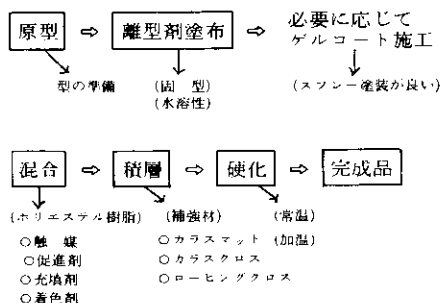 原型 ⇨ 離型剤塗布 ⇨ 必要に応じて
ゲルコート施工
型の準備
(固 型)
(水溶性)
(スプレー塗装が良い)
混合 ⇨ 積層 ⇨ 硬化 ⇨ 完成品
(ポリエステル樹脂) (補強材) (常温)
○触 媒 ○ガラスマット (加温)
○促進剤 ○ガラスクロス
○充填剤 ○ロービングクロス
○着色剤